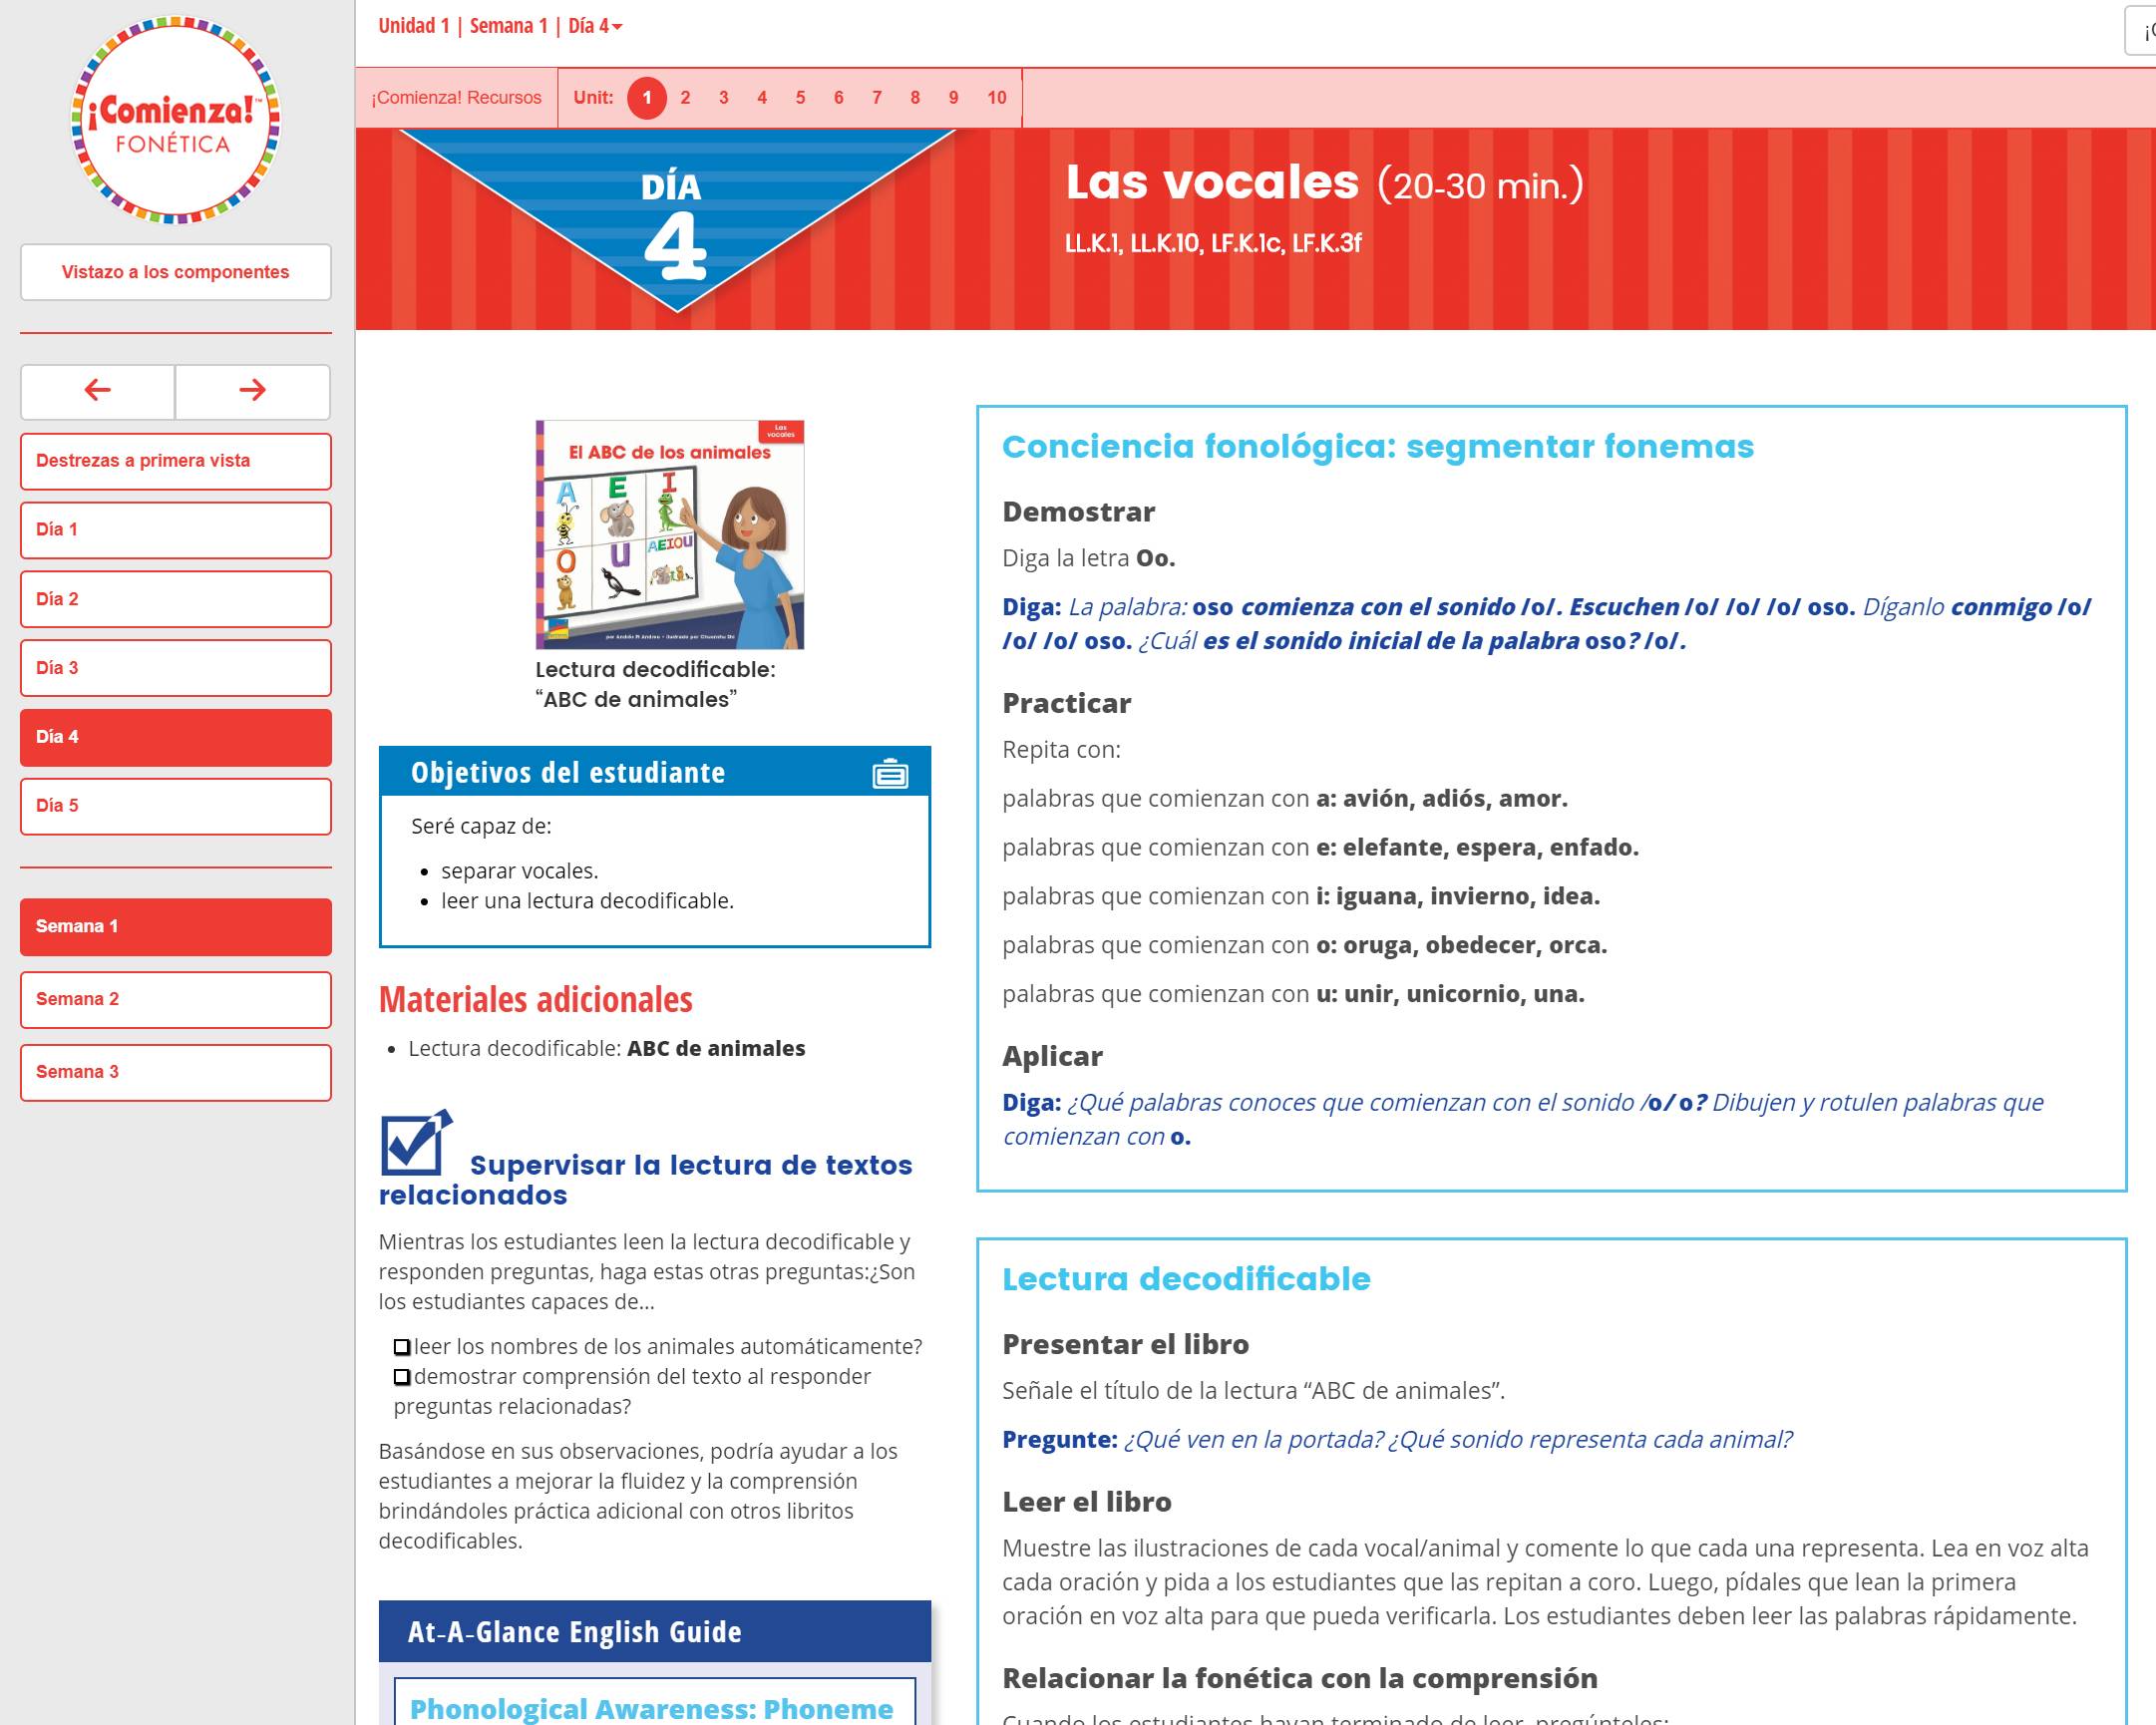 ¡Comienza!™
FONÉTICA
Vistazo a los componentes
Destrezas a primera vista
Día 1
Día 2
Día 3
Día 4
Día 5
Semana 1
Semana 2
Semana 3
Unidad 1 | Semana 1 | Día 4
¡Comienza! Recursos
Unit: 1 2 3 4 5 6 7 8 9 10
DÍA
4
Las vocales (20-30 min.)
LL.K.1, LL.K.10, LF.K.1c, LF.K.3f
Las
vocales
El ABC de los animales
A E I
O U AEIOU
por Andrés Pi Andreu • ilustrado por Chuanshu Shi
Lectura decodificable:
“ABC de animales”
Objetivos del estudiante
Seré capaz de:
• separar vocales.
• leer una lectura decodificable.
Materiales adicionales
• Lectura decodificable: ABC de animales
Supervisar la lectura de textos
relacionados
Mientras los estudiantes leen la lectura decodificable y
responden preguntas, haga estas otras preguntas:¿Son
los estudiantes capaces de...
leer los nombres de los animales automáticamente?
demostrar comprensión del texto al responder
preguntas relacionadas?
Basándose en sus observaciones, podría ayudar a los
estudiantes a mejorar la fluidez y la comprensión
brindándoles práctica adicional con otros libritos
decodificables.
At-A-Glance English Guide
Phonological Awareness: Phoneme
Conciencia fonológica: segmentar fonemas
Demostrar
Diga la letra Oo.
Diga: La palabra: oso comienza con el sonido /o/. Escuchen /o/ /o/ /o/ oso. Díganlo conmigo /o/
/o/ /o/ oso. ¿Cuál es el sonido inicial de la palabra oso? /o/.
Practicar
Repita con:
palabras que comienzan con a: avión, adiós, amor.
palabras que comienzan con e: elefante, espera, enfado.
palabras que comienzan con i: iguana, invierno, idea.
palabras que comienzan con o: oruga, obedecer, orca.
palabras que comienzan con u: unir, unicornio, una.
Aplicar
Diga: ¿Qué palabras conoces que comienzan con el sonido /o/ o? Dibujen y rotulen palabras que
comienzan con o.
Lectura decodificable
Presentar el libro
Señale el título de la lectura “ABC de animales”.
Pregunte: ¿Qué ven en la portada? ¿Qué sonido representa cada animal?
Leer el libro
Muestre las ilustraciones de cada vocal/animal y comente lo que cada una representa. Lea en voz alta
cada oración y pida a los estudiantes que las repitan a coro. Luego, pídales que lean la primera
oración en voz alta para que pueda verificarla. Los estudiantes deben leer las palabras rápidamente.
Relacionar la fonética con la comprensión
Cuando los estudiantes hayan terminado de leer, pregúnteles: